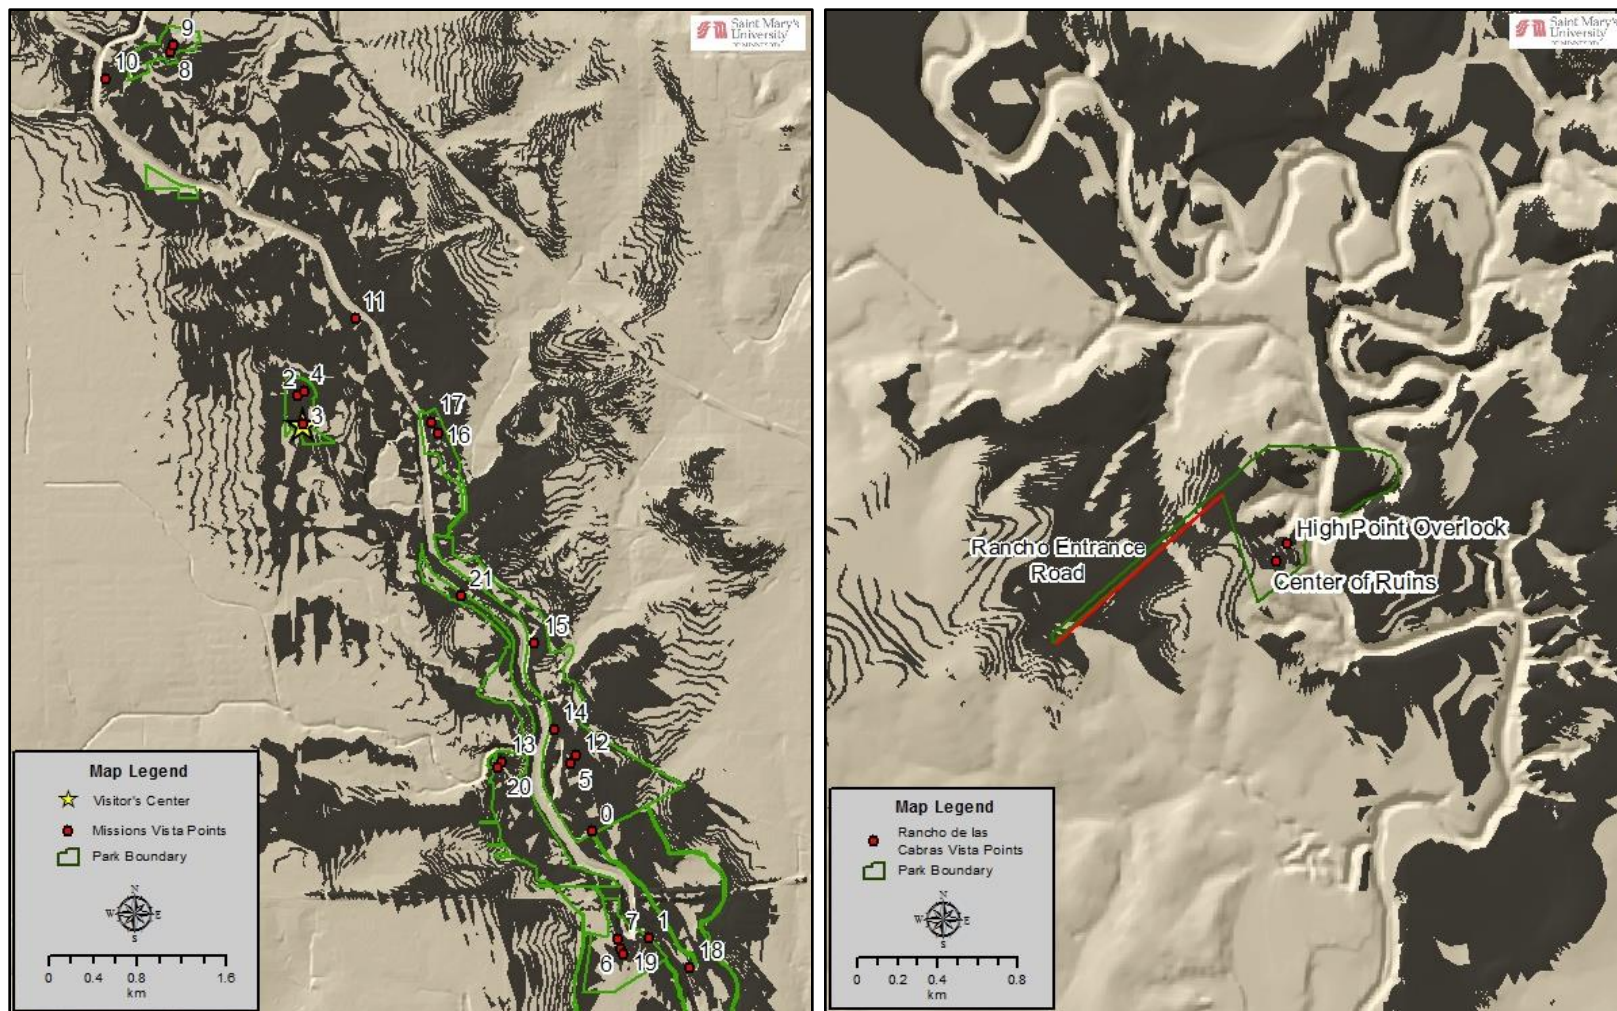 Saint Mary's
University
9
10
8
11
2 4
3
17
16
21
15
14
12
13
5
20
0
7 1
6 19 18
Map Legend
Visitor's Center
Missions Vista Points
Park Boundary
N
W E
S
0 0.4 0.8 1.6
km
Saint Mary's
University
High Point Overlook
Rancho Entrance
Road
Center of Ruins
Map Legend
Rancho de las
Cabras Vista Points
Park Boundary
N
W E
S
0 0.2 0.4 0.8
km